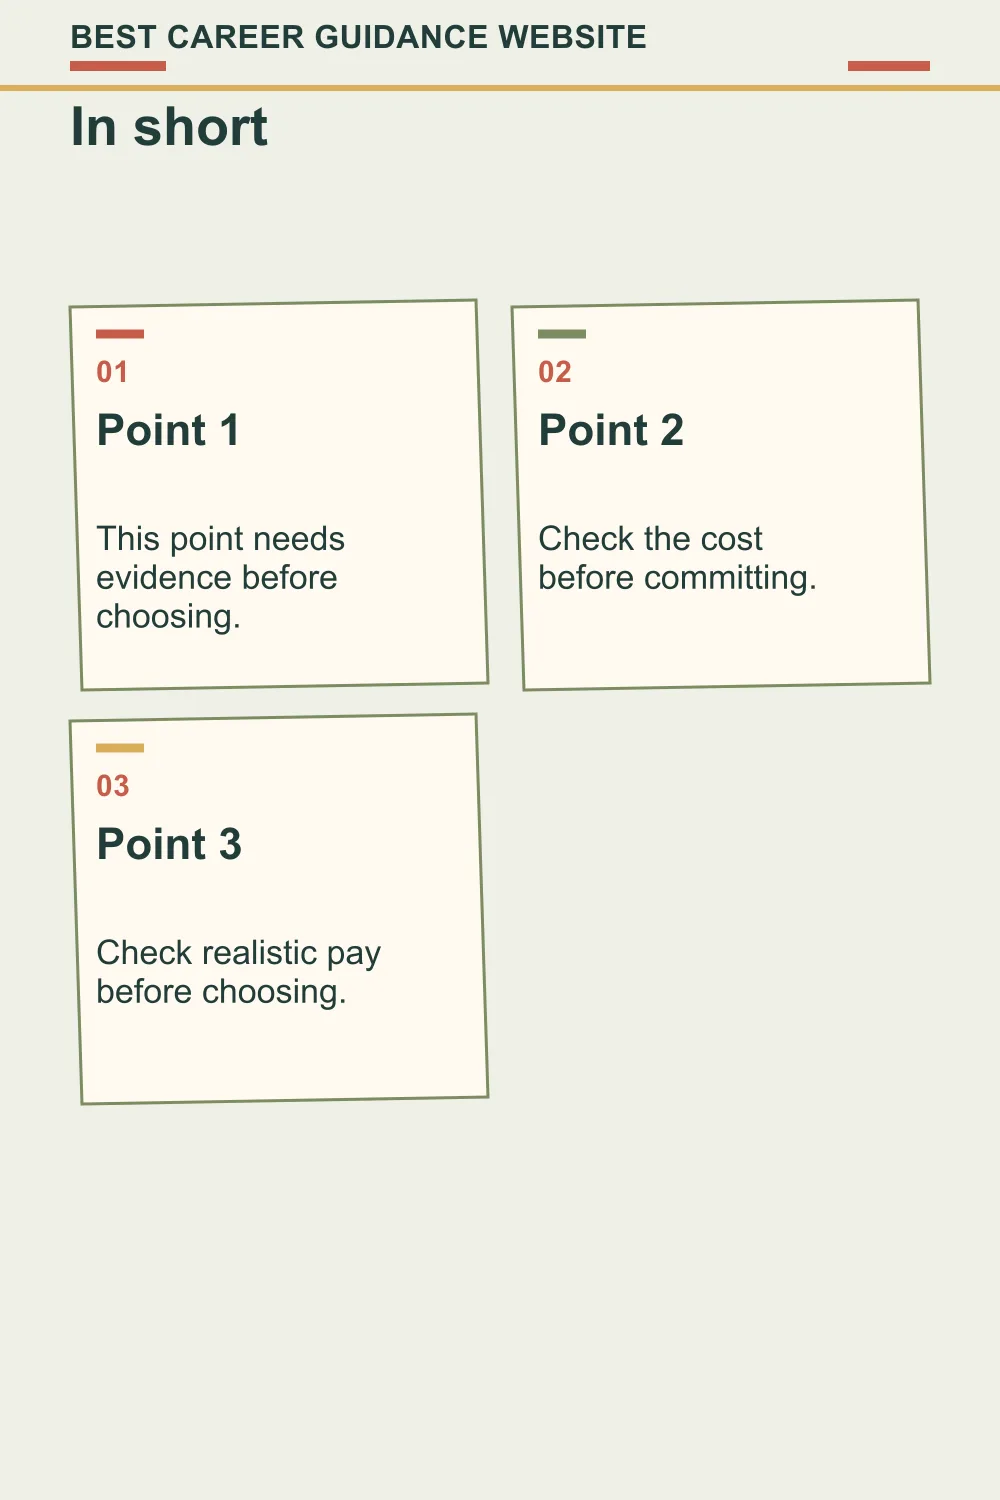 BEST CAREER GUIDANCE WEBSITE
In short
01
Point 1
This point needs
evidence before
choosing.
02
Point 2
Check the cost
before committing.
03
Point 3
Check realistic pay
before choosing.